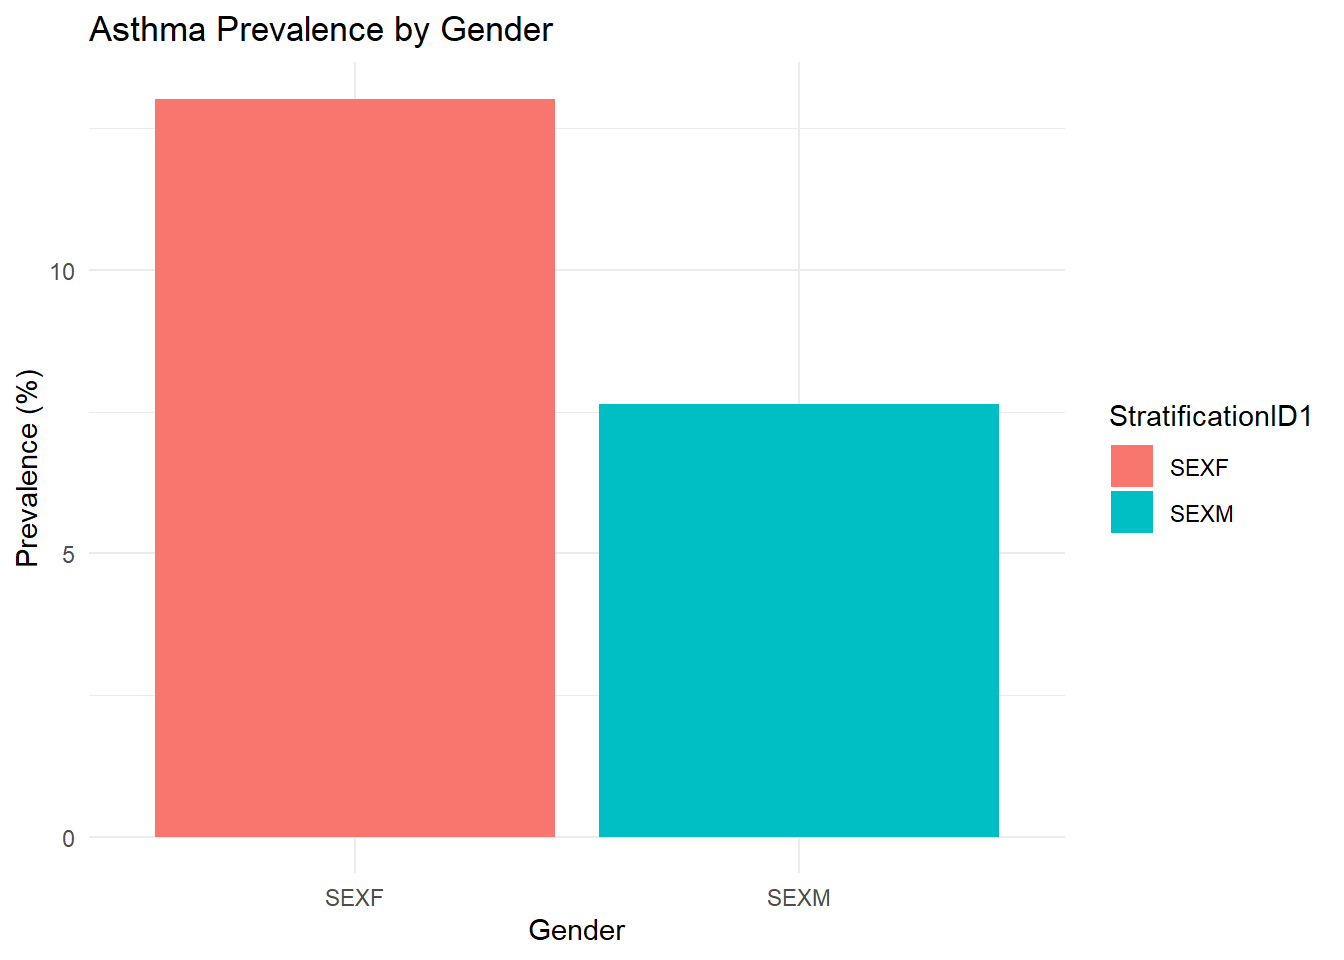 Asthma Prevalence by Gender
Prevalence (%)
10
5
0
SEXF
SEXM
Gender
StratificationID1
SEXF
SEXM